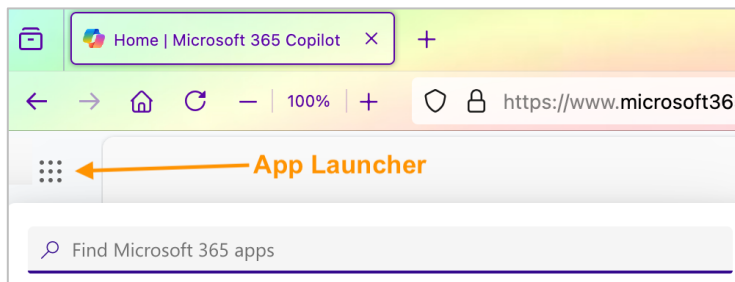 Home | Microsoft 365 Copilot
100%
https://www.microsoft36
App Launcher
Find Microsoft 365 apps